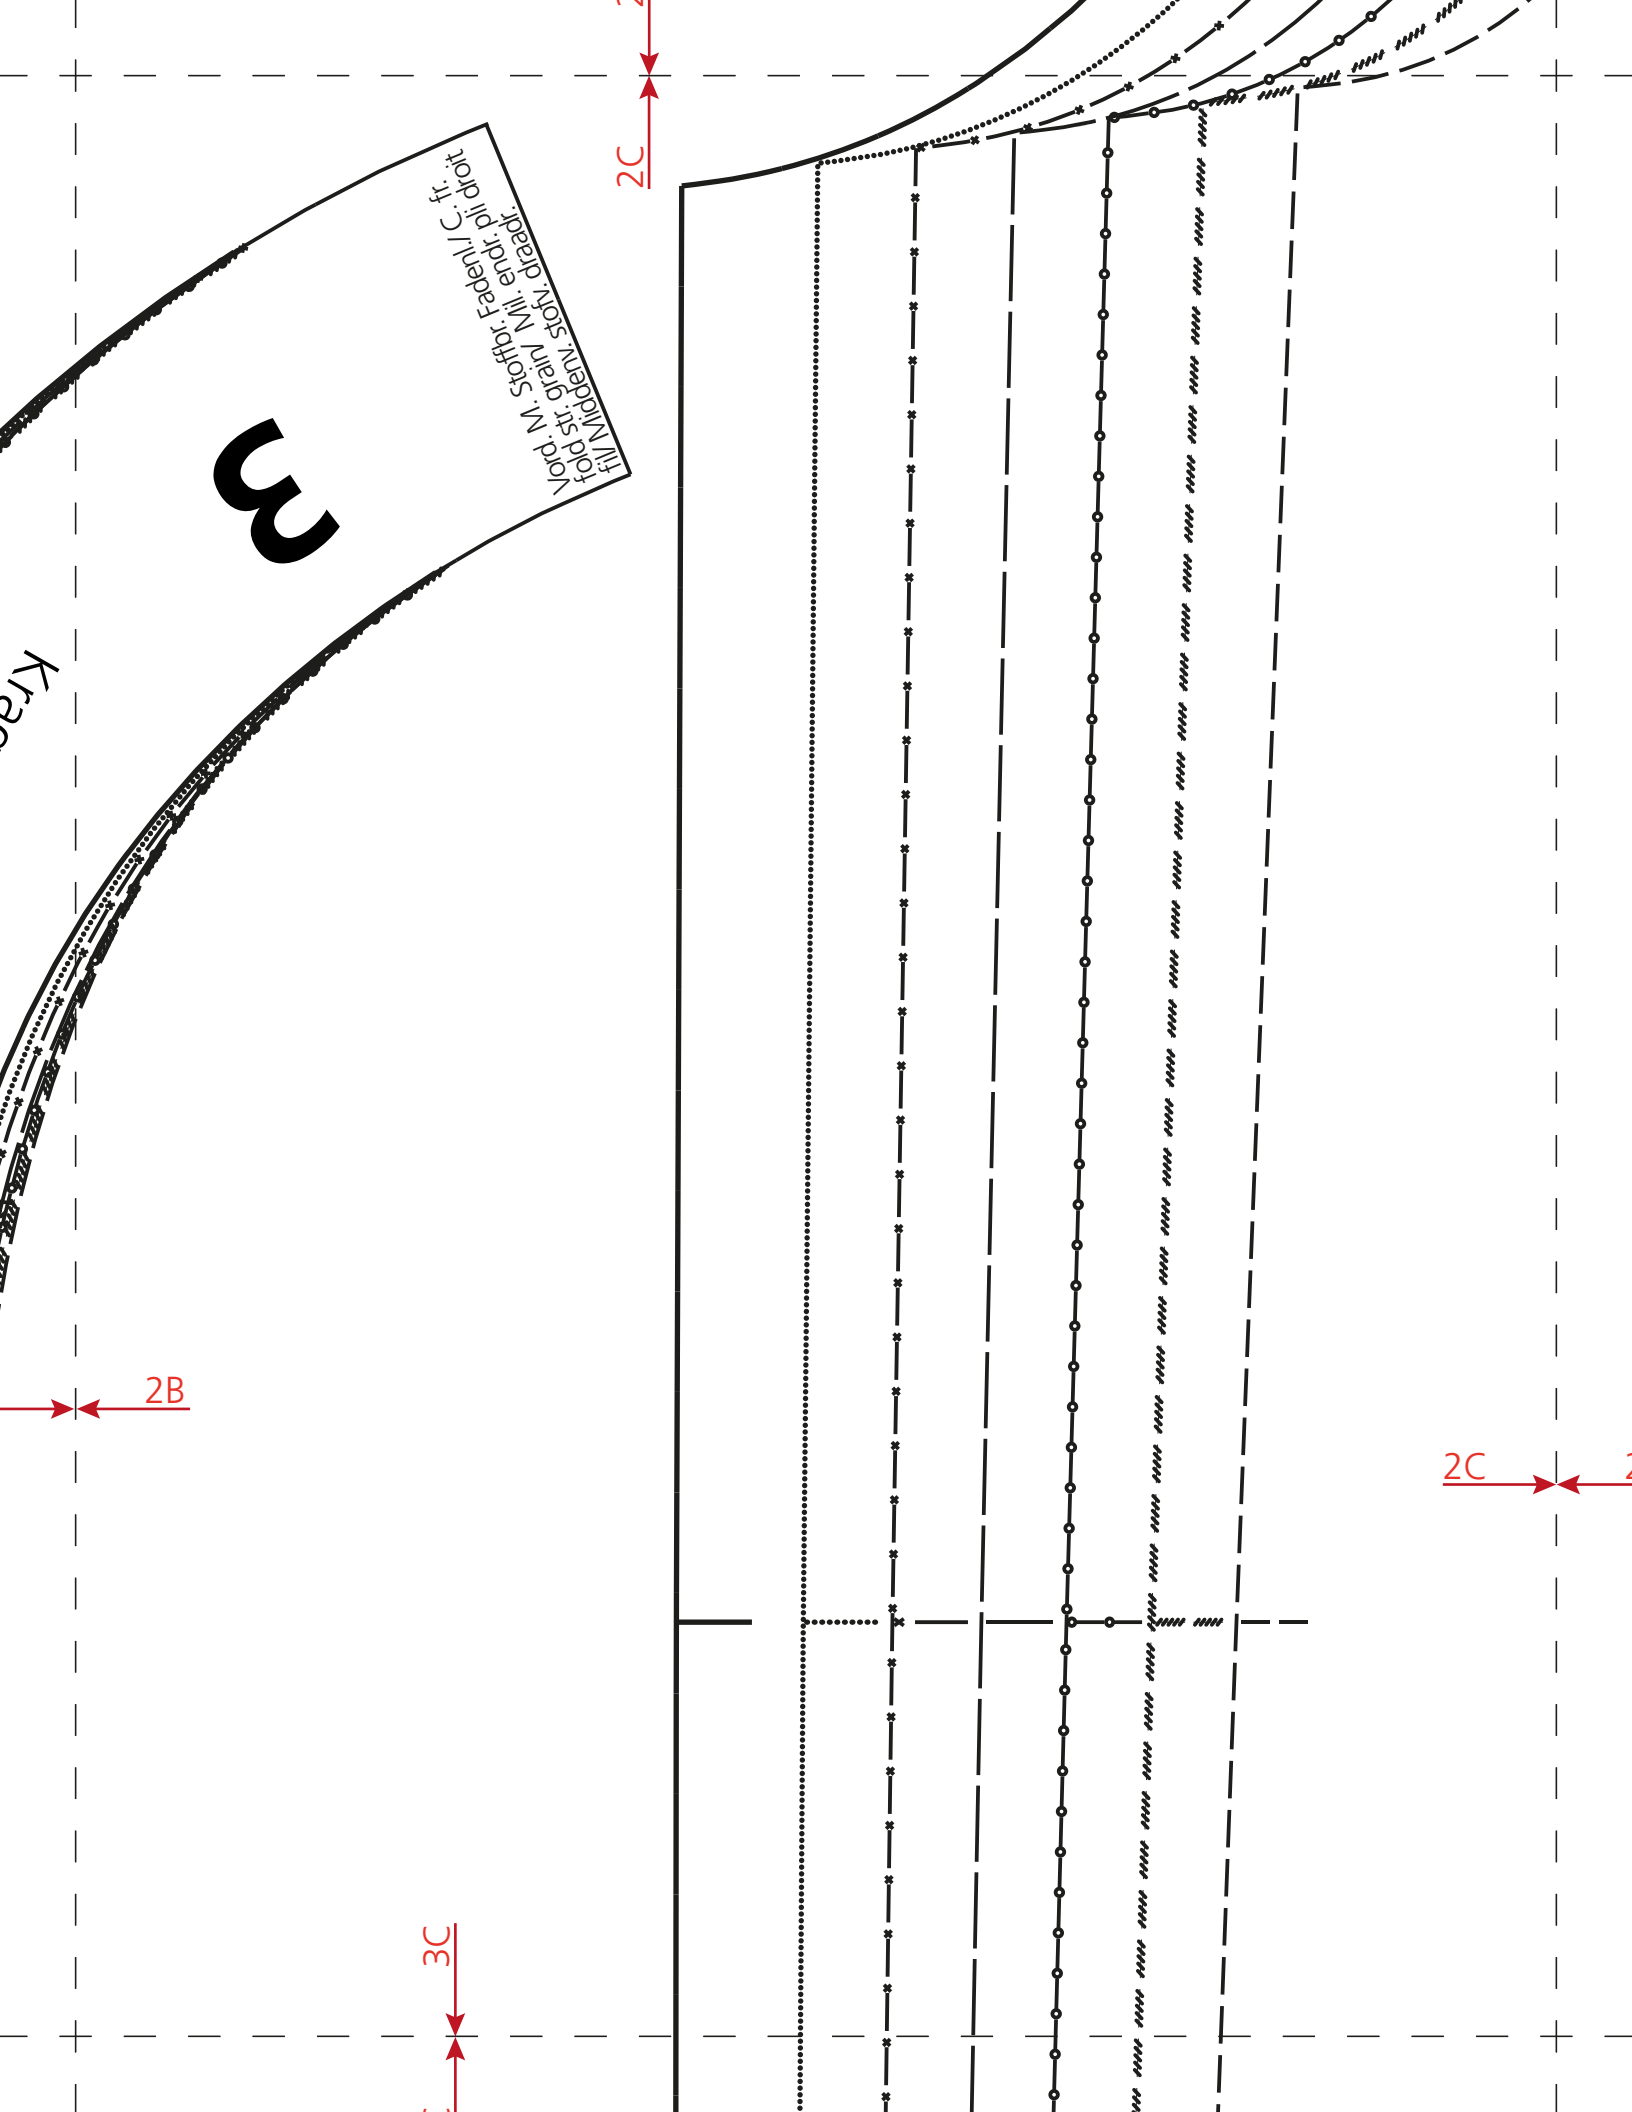 2C
Vord. M. Stoffbr. Fadenl./ C. fr.
fold str. grain/ Mil. endr. pli droit
fil/ Middenv. stofv. draadr.
3
2B
2C
3C